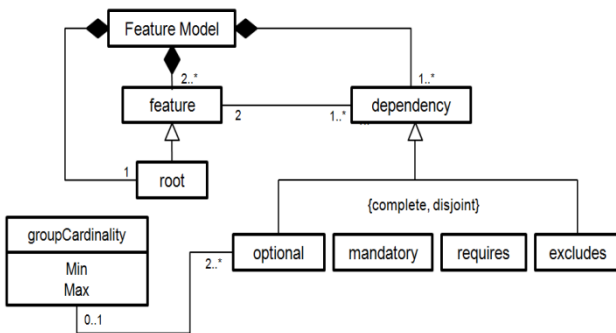 Feature Model
2..*
1..*
feature
2
1..*
dependency
1
root
{complete, disjoint}
groupCardinality
Min
Max
optional
mandatory
requires
excludes
2..*
0..1